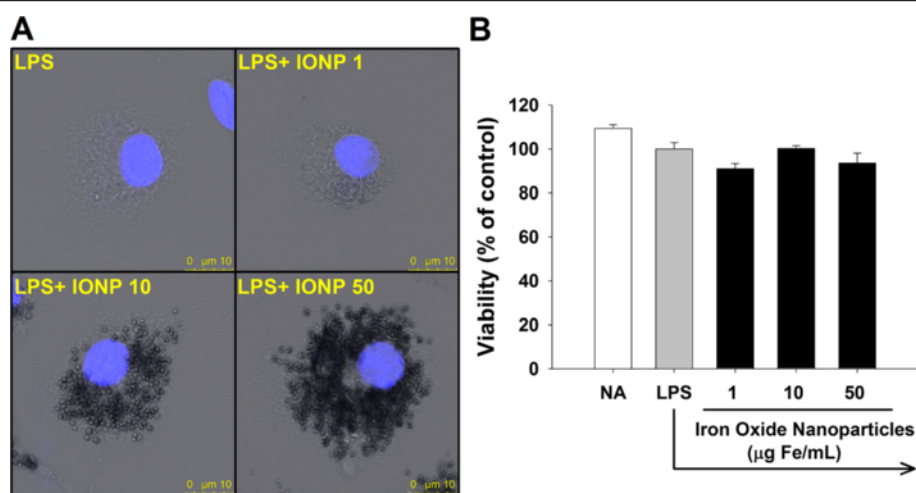 A
LPS
LPS+ IONP 1
0 µm 10
0 µm 10
LPS+ IONP 10
LPS+ IONP 50
0 µm 10
0 µm 10
B
Viability (% of control)
120
100
80
60
40
20
0
NA
LPS
1
10
50
Iron Oxide Nanoparticles
(µg Fe/mL)